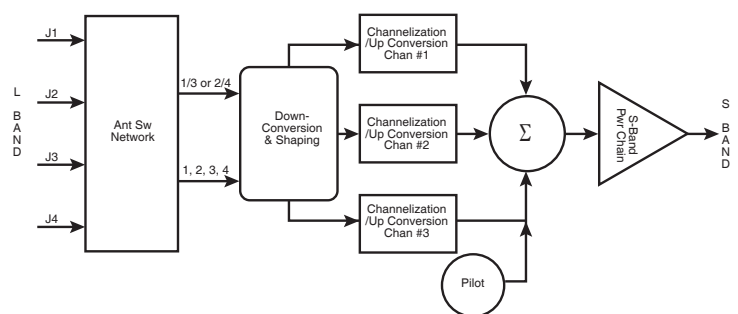 J1
J2
J3
J4
L
B
A
N
D
Ant Sw
Network
1/3 or 2/4
1, 2, 3, 4
Down-
Conversion
& Shaping
Channelization
/Up Conversion
Chan #1
Channelization
/Up Conversion
Chan #2
Channelization
/Up Conversion
Chan #3
Pilot
Σ
S-Band
Pwr Chain
S
B
A
N
D